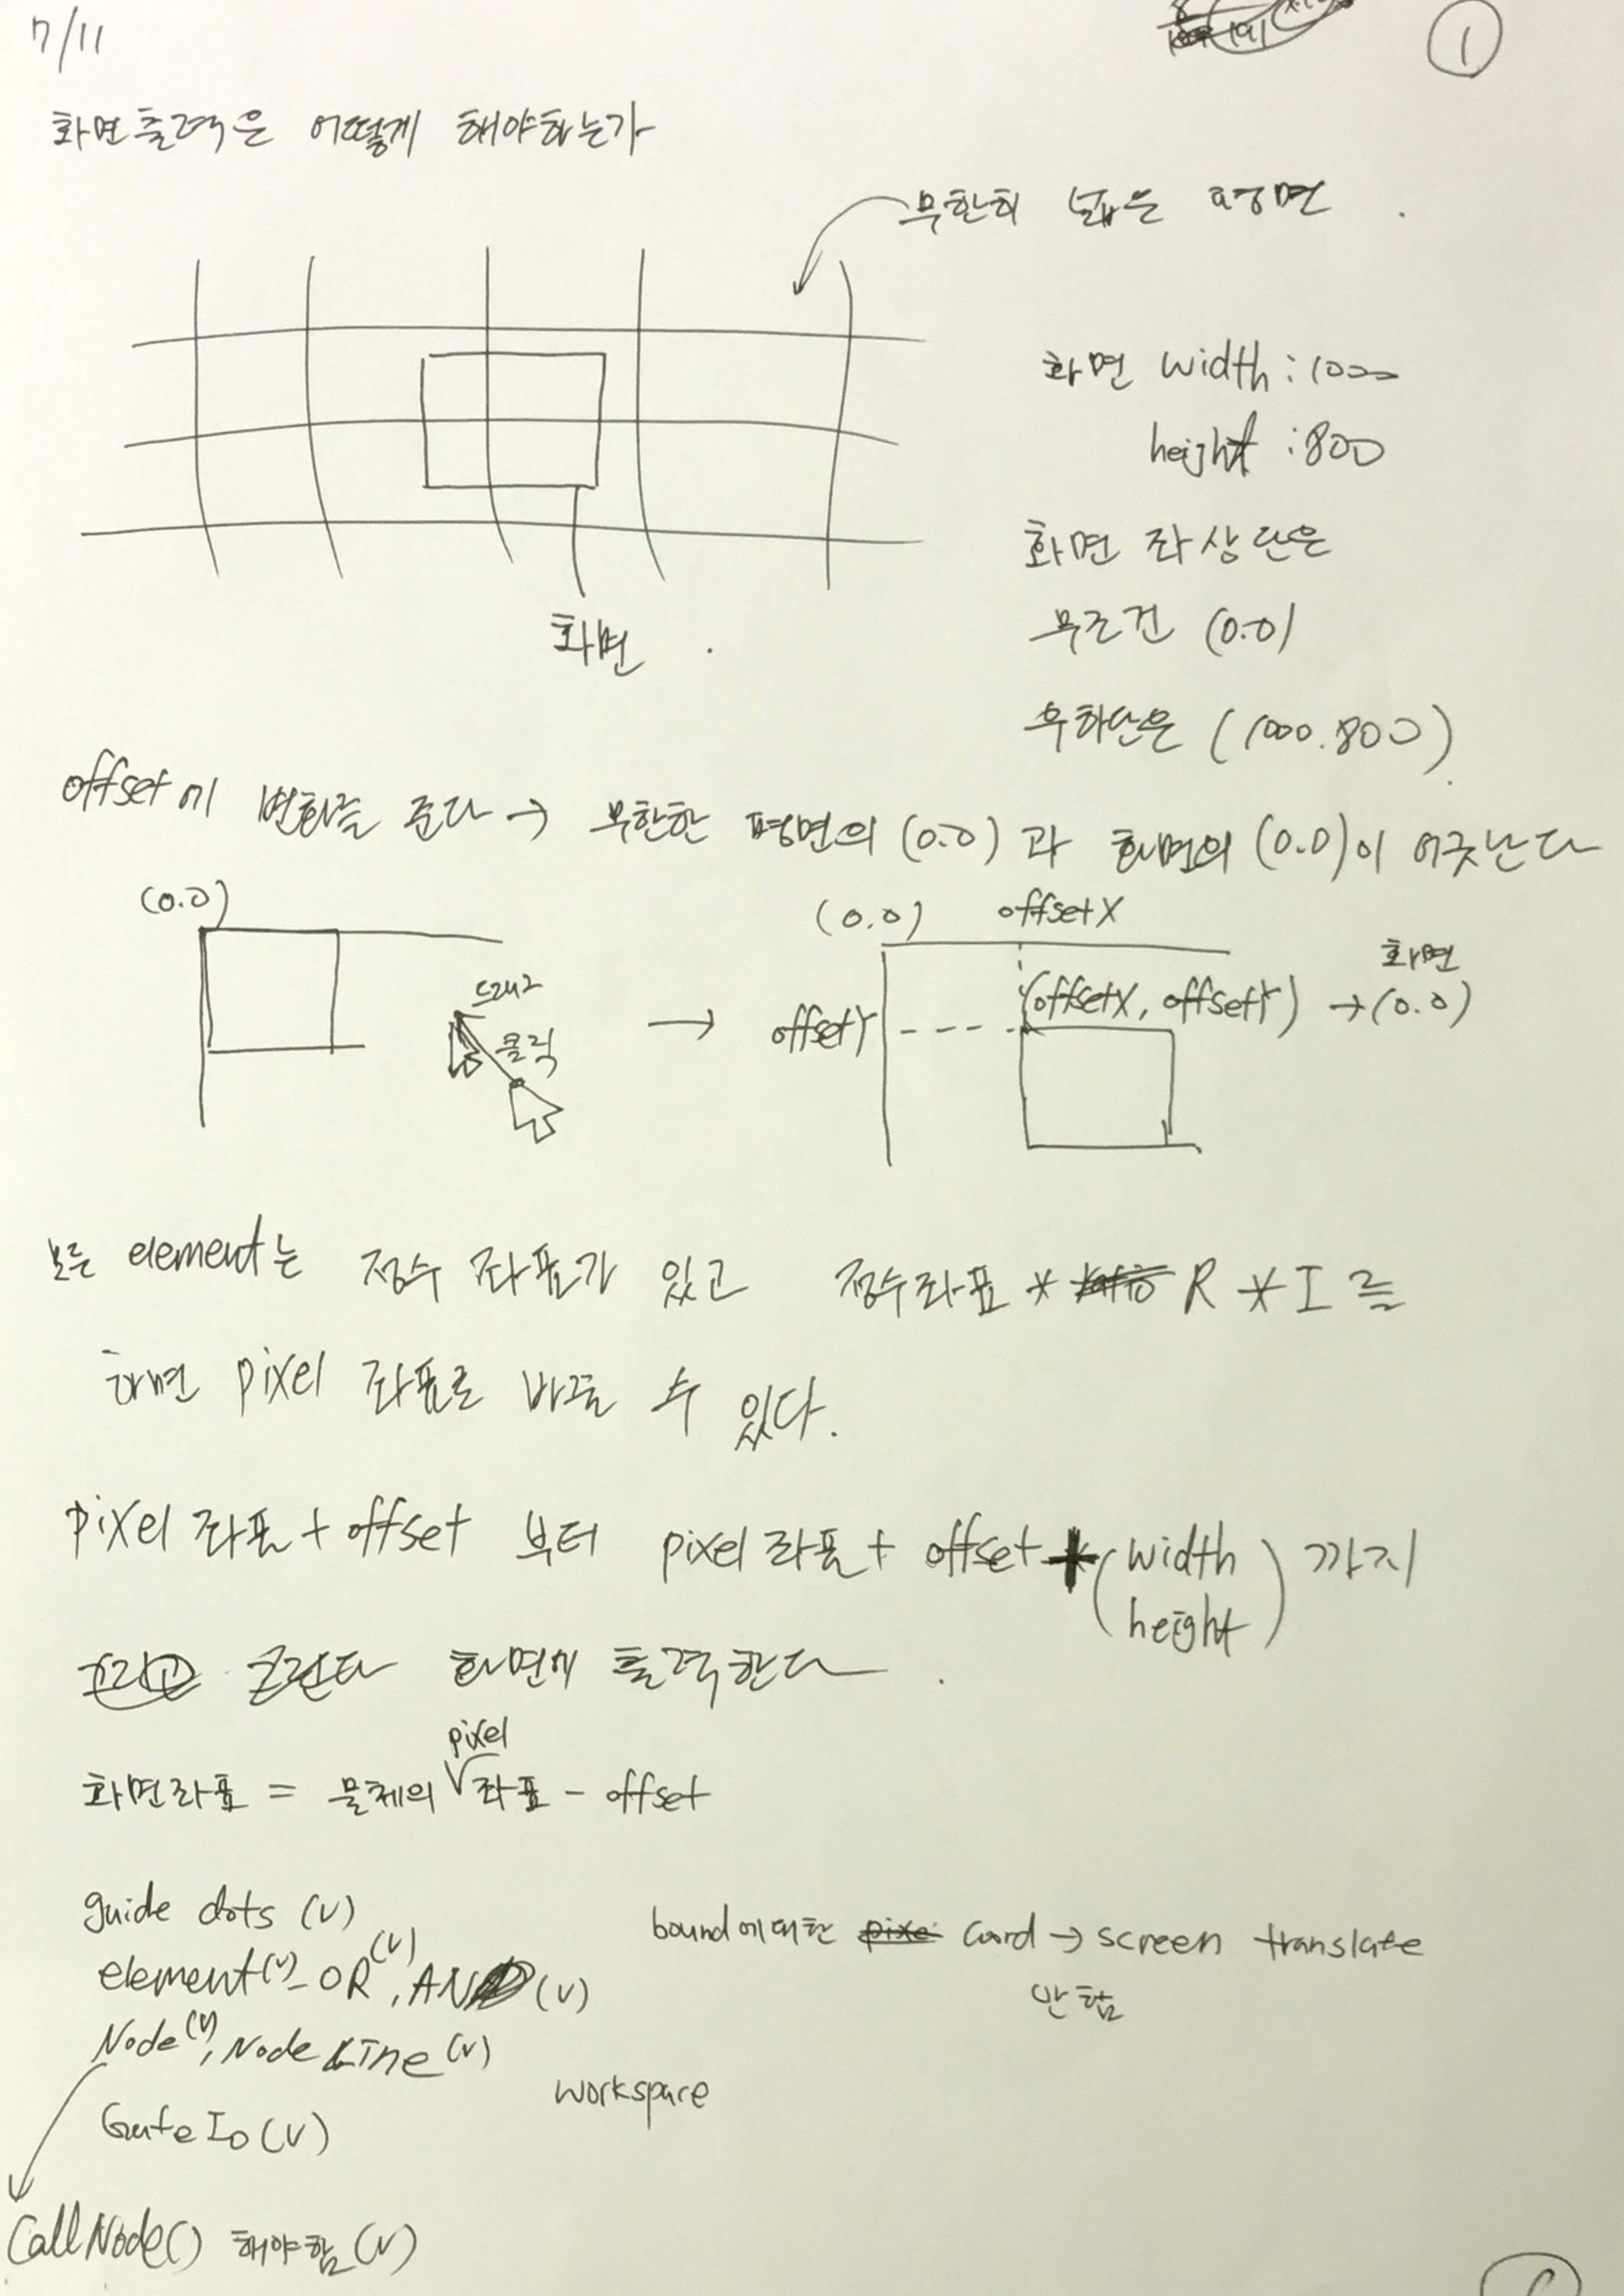 7/11
1
화면출력은 어떻게 해야하는가
무한히 넓은 평면.
화면 width : 1000
height : 800
화면 좌상단은
무조건 (0.0)
화면.
우하단은 (1000.800).
offset에 변화를 준다 → 무한한 평면의 (0.0)과 화면의 (0.0)이 어긋난다
(0.0)
드래그
클릭
→
(0.0) offsetX
화면
offsetY (offsetX, offsetY) → (0.0)
모든 element는 정수 좌표가 있고 정수좌표 * R * I 를
하면 pixel 좌표로 바꿀 수 있다.
pixel 좌표 + offset 부터 pixel 좌표 + offset + (width height) 까지
그린다 화면에 출력한다.
pixel
화면좌표 = 물체의 ∨ 좌표 - offset
guide dots (v)
element(v) - OR(v), AND (v)
Node(v), Node Line (v)
Gate Io (v)
CallNode() 해야함 (v)
bound에 대한 coord → screen translate
안함
workspace